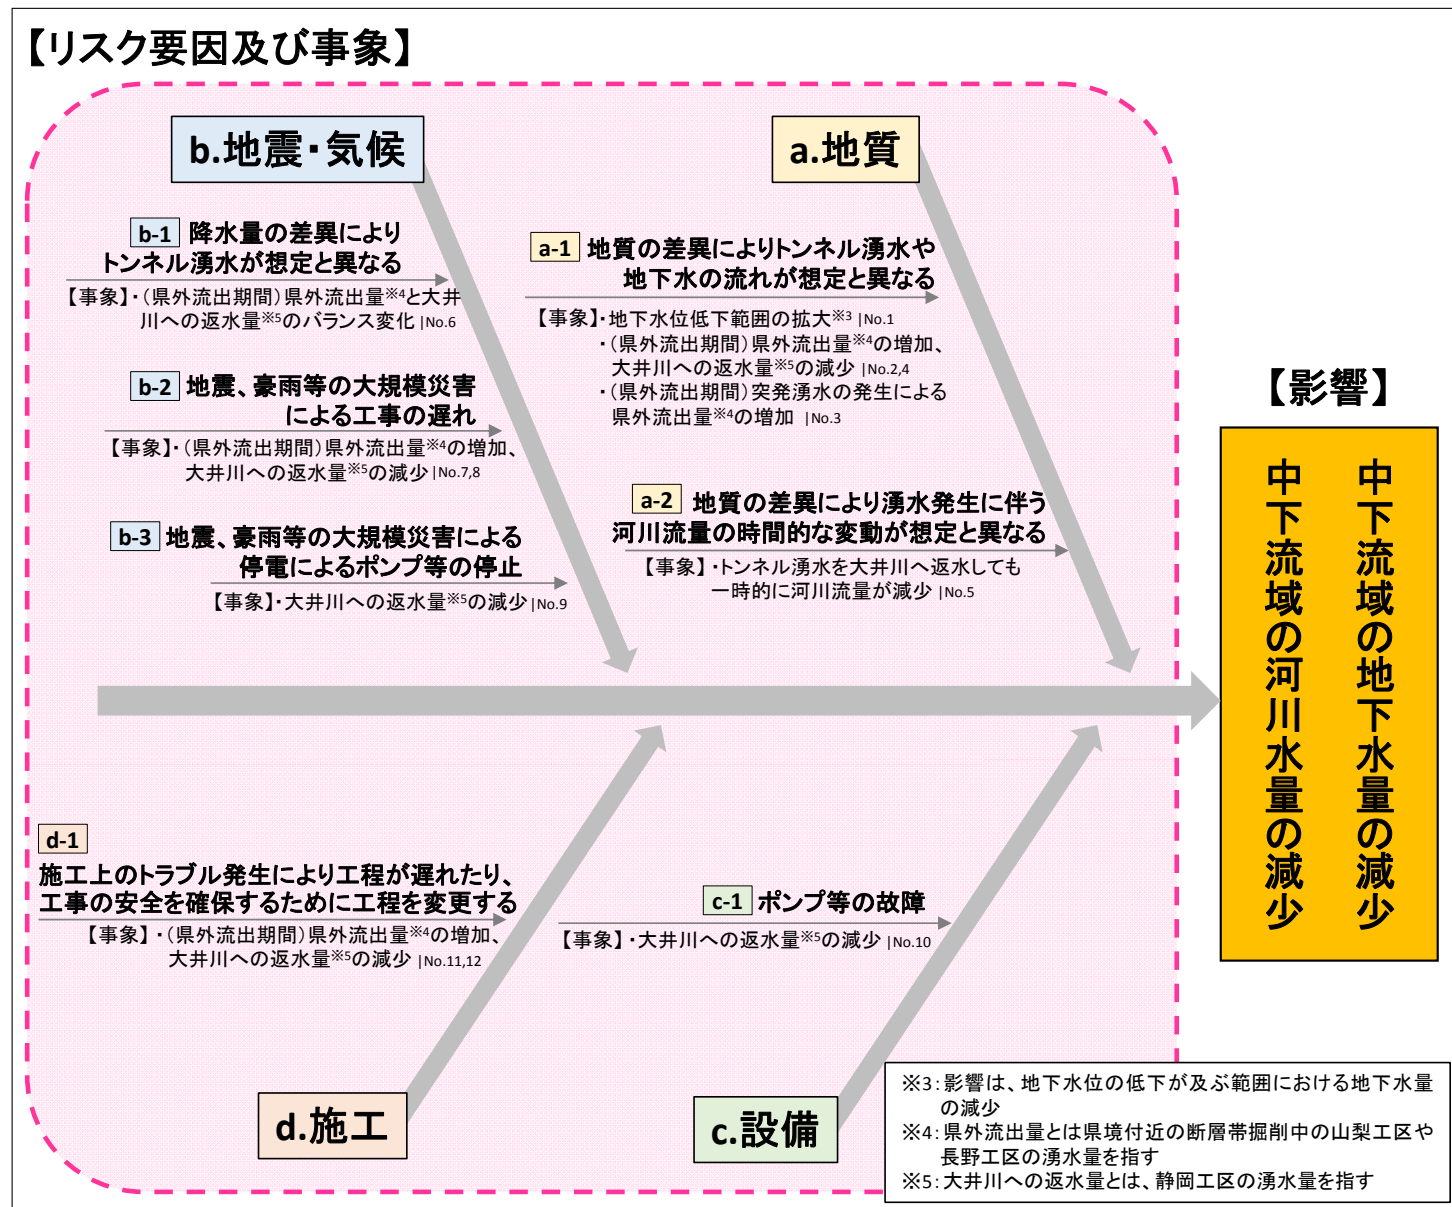 【リスク要因及び事象】
b.地震・気候
b-1 降水量の差異により
トンネル湧水が想定と異なる
【事象】・（県外流出期間）県外流出量※4と大井
川への返水量※5のバランス変化 |No.6
b-2 地震、豪雨等の大規模災害
による工事の遅れ
【事象】・（県外流出期間）県外流出量※4の増加、
大井川への返水量※5の減少 |No.7,8
b-3 地震、豪雨等の大規模災害による
停電によるポンプ等の停止
【事象】・大井川への返水量※5の減少 |No.9
a.地質
a-1 地質の差異によりトンネル湧水や
地下水の流れが想定と異なる
【事象】・地下水位低下範囲の拡大※3 |No.1
・（県外流出期間）県外流出量※4の増加、
大井川への返水量※5の減少 |No.2,4
・（県外流出期間）突発湧水の発生による
県外流出量※4の増加 |No.3
a-2 地質の差異により湧水発生に伴う
河川流量の時間的な変動が想定と異なる
【事象】・トンネル湧水を大井川へ返水しても
一時的に河川流量が減少 |No.5
【影響】
中下流域の地下水量の減少
中下流域の河川水量の減少
d-1
施工上のトラブル発生により工程が遅れたり、
工事の安全を確保するために工程を変更する
【事象】・（県外流出期間）県外流出量※4の増加、
大井川への返水量※5の減少 |No.11,12
d.施工
c-1 ポンプ等の故障
【事象】・大井川への返水量※5の減少 |No.10
c.設備
※3：影響は、地下水位の低下が及ぶ範囲における地下水量
の減少
※4：県外流出量とは県境付近の断層帯掘削中の山梨工区や
長野工区の湧水量を指す
※5：大井川への返水量とは、静岡工区の湧水量を指す